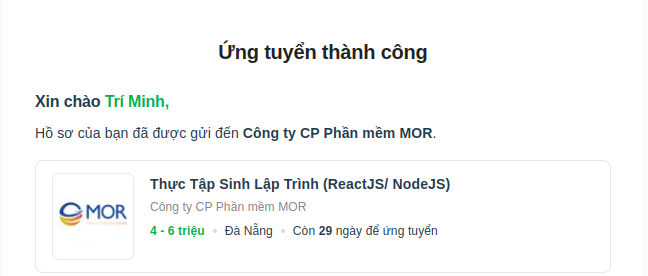 Ứng tuyển thành công
Xin chào Trí Minh,
Hồ sơ của bạn đã được gửi đến Công ty CP Phần mềm MOR.
MOR
Thực Tập Sinh Lập Trình (ReactJS/ NodeJS)
Công ty CP Phần mềm MOR
4 - 6 triệu • Đà Nẵng • Còn 29 ngày để ứng tuyển